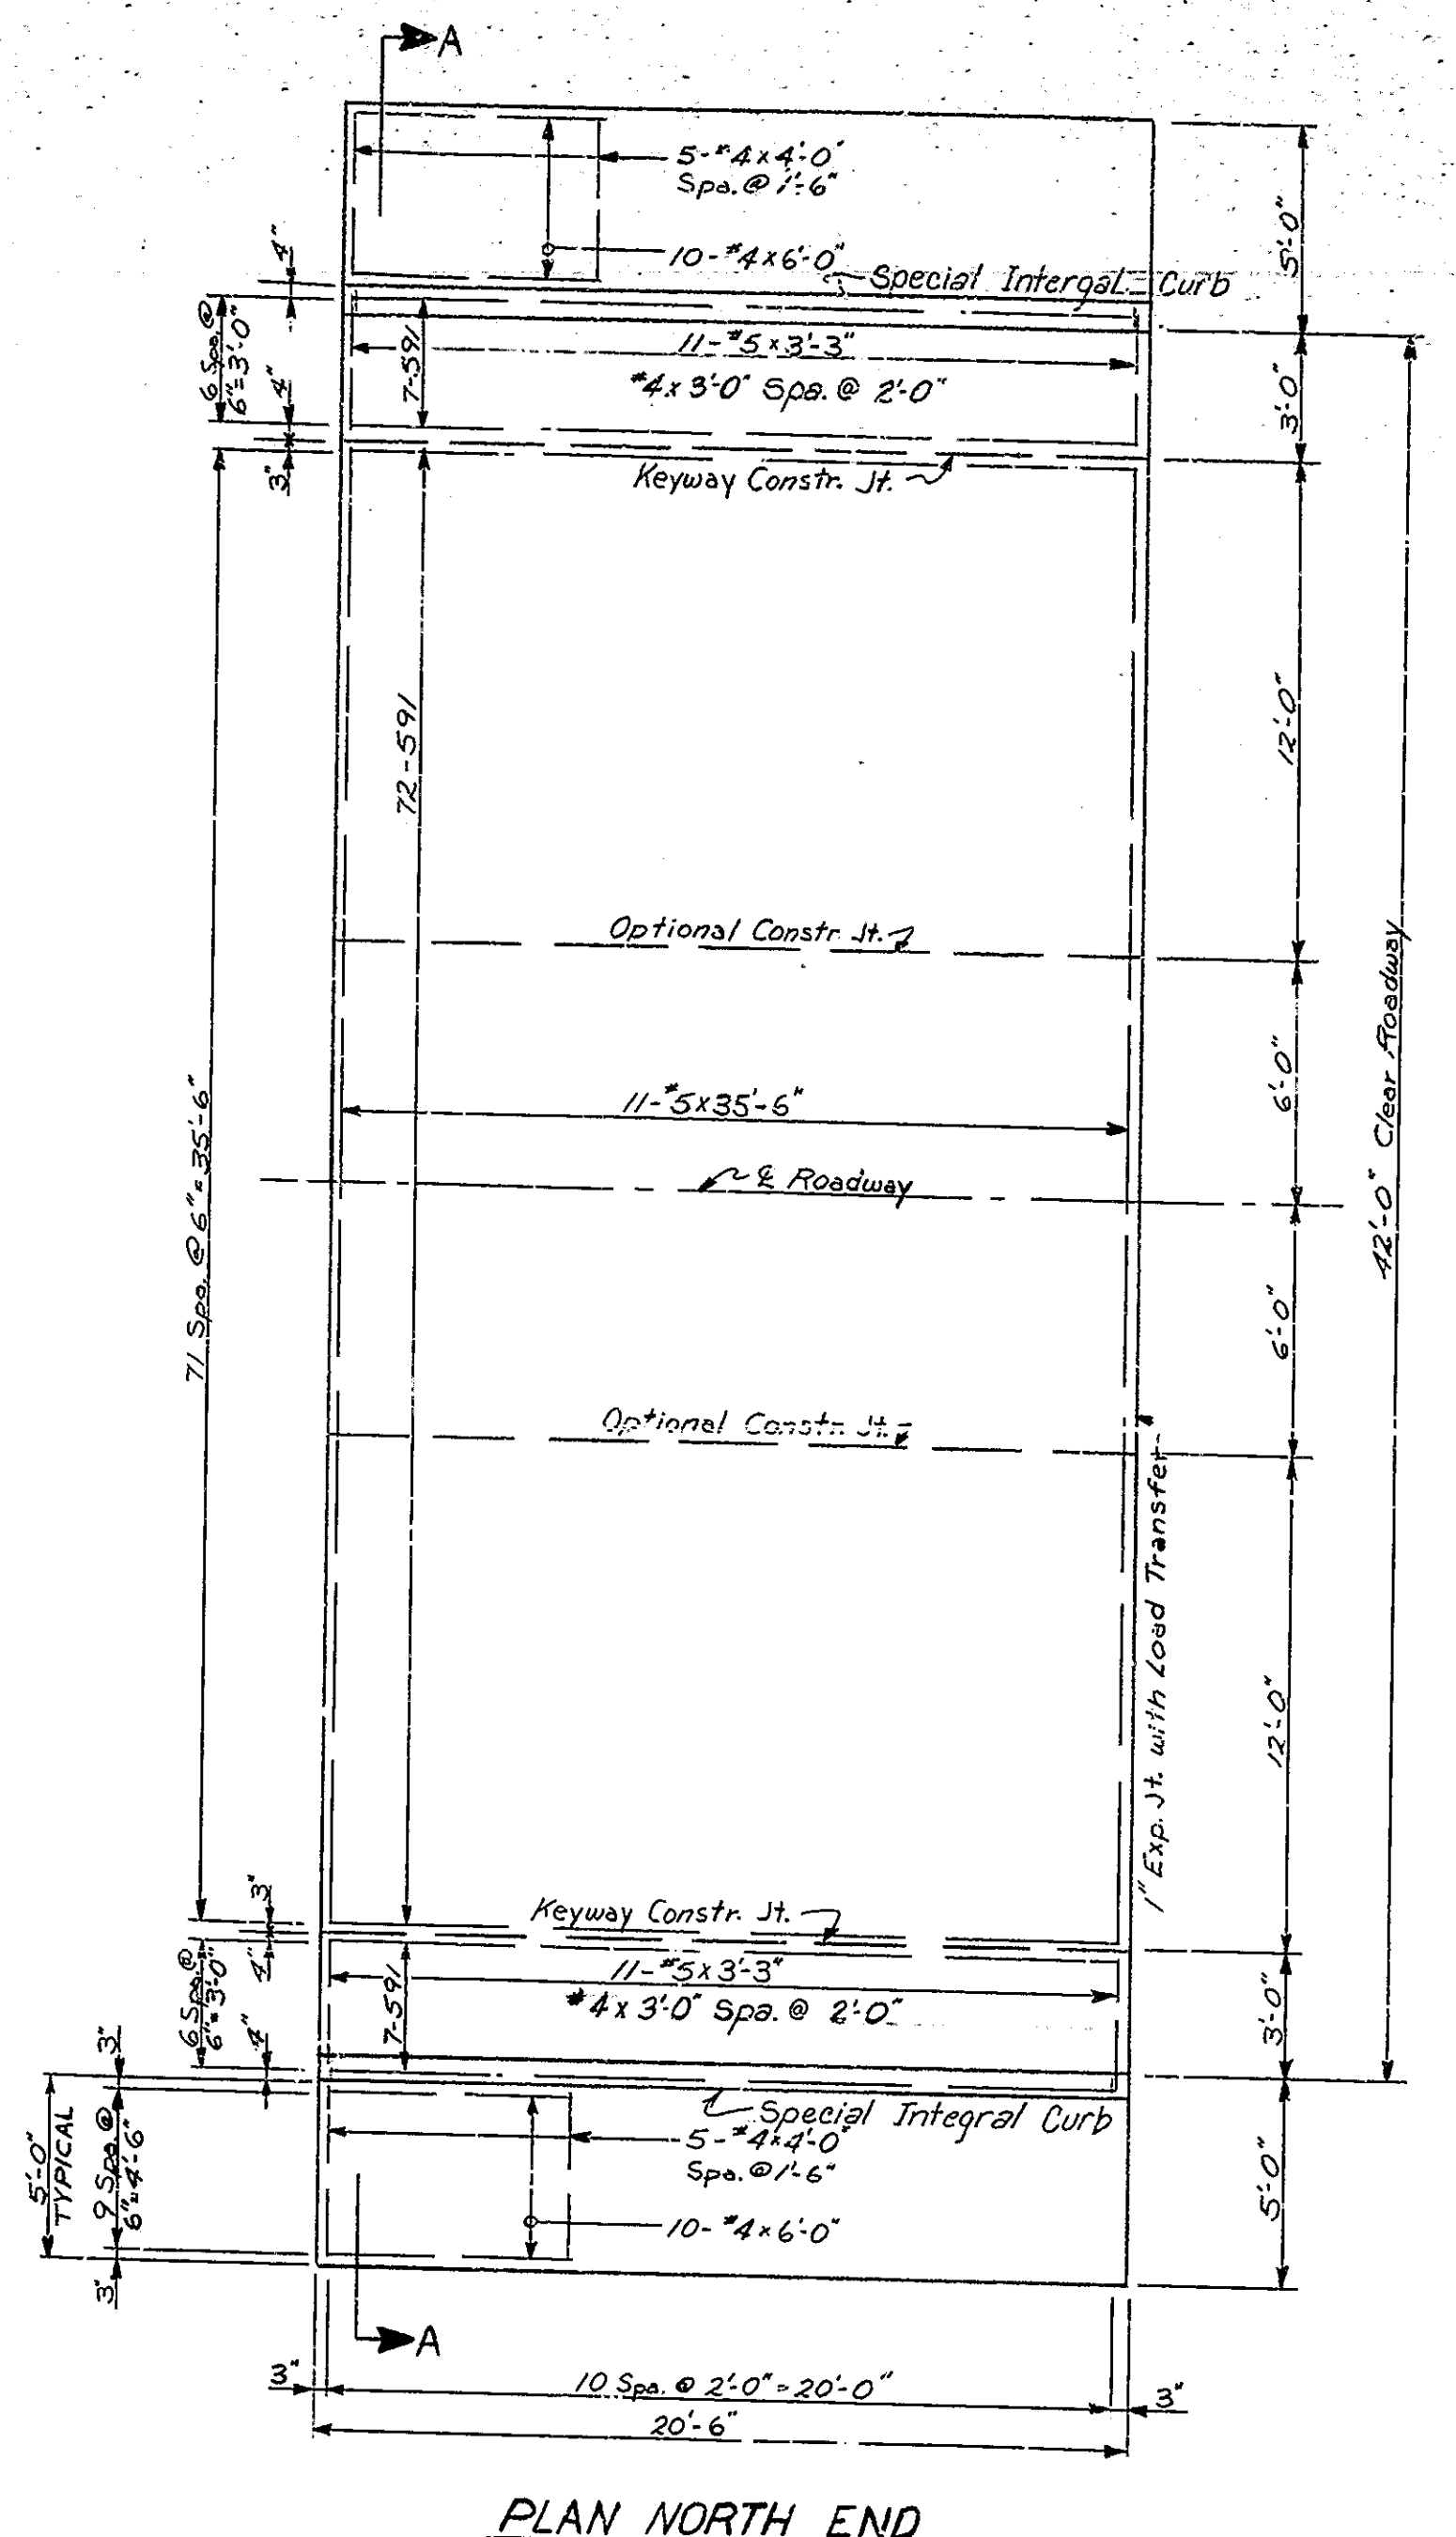 A
5-#4x4'-0"
Spa.@ 1'-6"
10-#4x6'-0"
Special Intergal Curb
5'-0"
4"
6 Spa. @
6"=3'-0"
4"
3"
7-591
11-#5x3'-3"
#4x3'-0" Spa. @ 2'-0"
3'-0"
Keyway Constr. Jt.
12'-0"
72-591
Optional Constr. Jt.
71 Spa. @ 6"=35'-6"
11-#5x35'-6"
6'-0"
42'-0" Clear Roadway
℄ Roadway
6'-0"
Optional Constr. Jt.
1" Exp. Jt. with Load Transfer
12'-0"
Keyway Constr. Jt.
3"
4"
6 Spa. @
6"=3'-0"
4"
7-591
11-#5x3'-3"
#4x3'-0" Spa. @ 2'-0"
3'-0"
Special Integral Curb
5-#4x4'-0"
Spa.@1'-6"
10-#4x6'-0"
3"
5'-0"
TYPICAL
9 Spa. @
6"=4'-6"
3"
5'-0"
A
3"
10 Spa. @ 2'-0"=20'-0"
3"
20'-6"
PLAN NORTH END